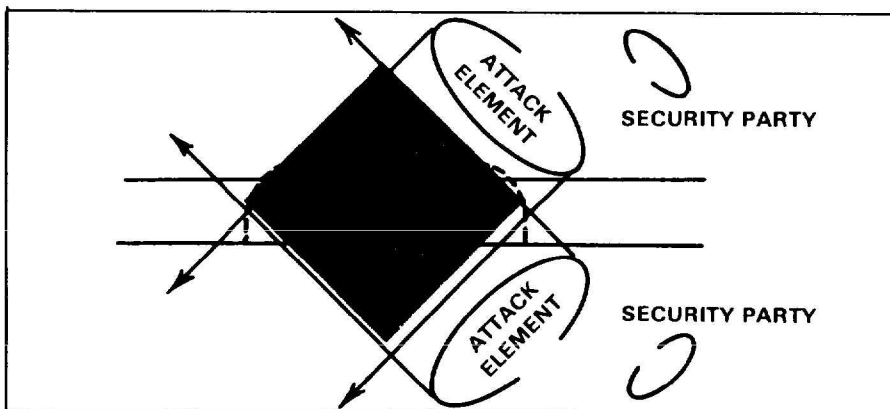 ATTACK
ELEMENT
SECURITY PARTY
SECURITY PARTY
ATTACK
ELEMENT